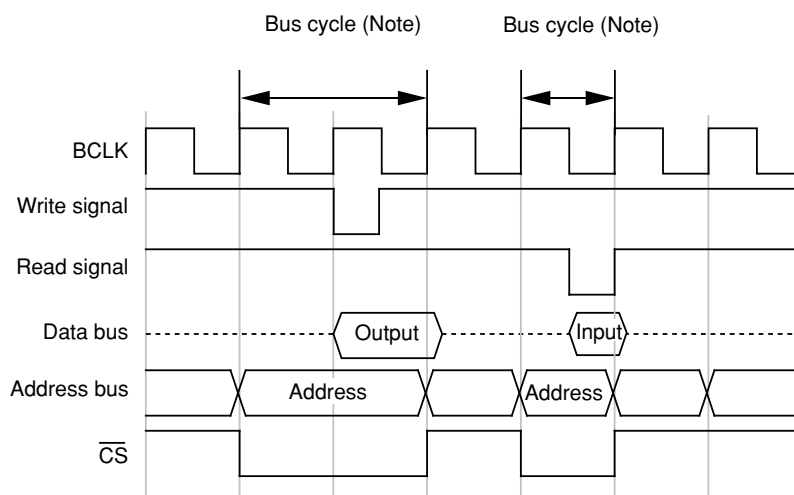 Bus cycle (Note) Bus cycle (Note)
BCLK
Write signal
Read signal
Data bus Output Input
Address bus Address Address
C̅S̅